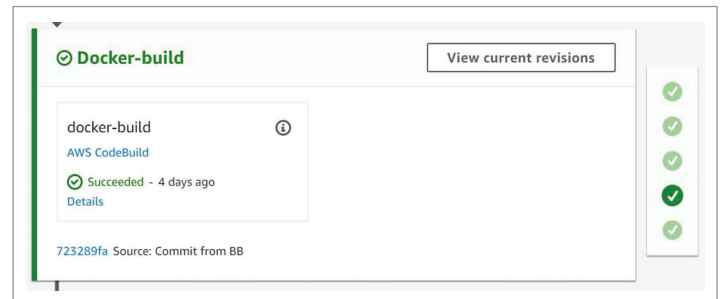 Docker-build
View current revisions
docker-build
AWS CodeBuild
Succeeded - 4 days ago
Details
723289fa Source: Commit from BB